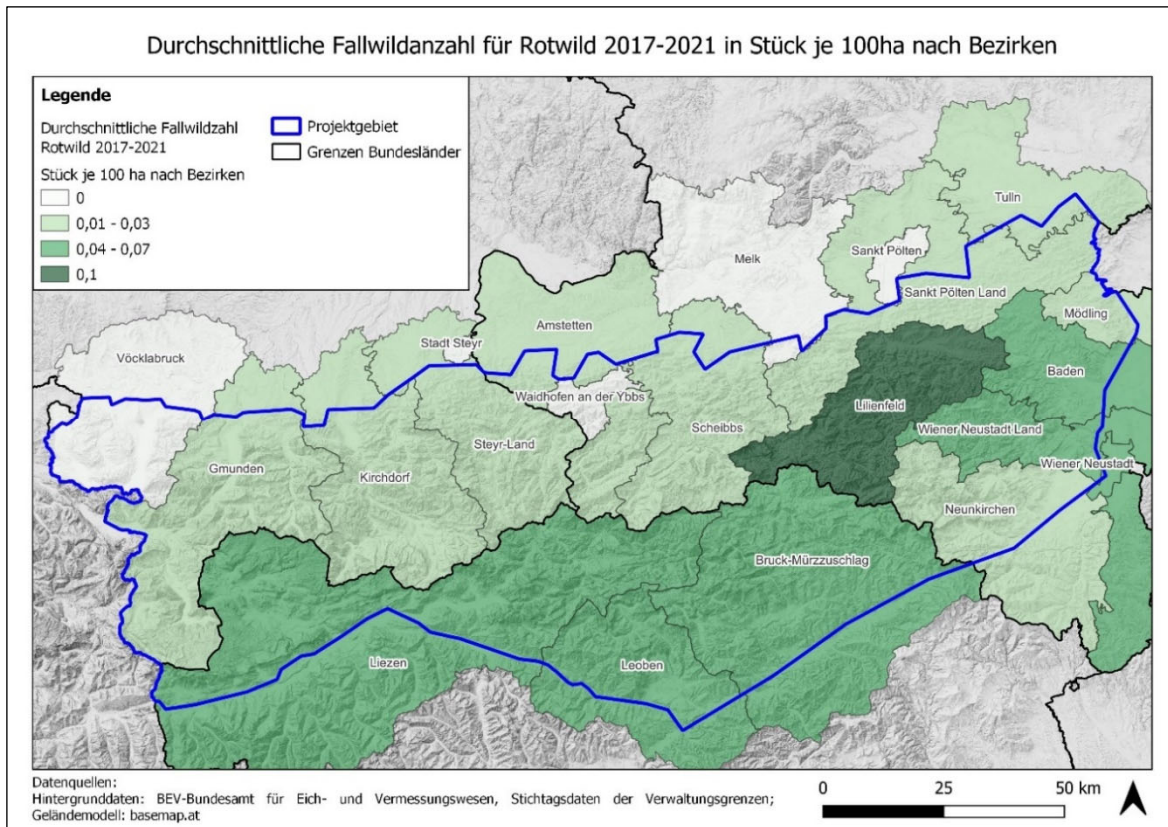 Durchschnittliche Fallwildanzahl für Rotwild 2017-2021 in Stück je 100ha nach Bezirken
Legende
Durchschnittliche Fallwildzahl
Rotwild 2017-2021
Stück je 100 ha nach Bezirken
0
0,01 - 0,03
0,04 - 0,07
0,1
Projektgebiet
Grenzen Bundesländer
Tulln
Melk
Sankt Pölten
Sankt Pölten Land
Mödling
Amstetten
Stadt Steyr
Vöcklabruck
Baden
Waidhofen an der Ybbs
Lilienfeld
Scheibbs
Wiener Neustadt Land
Steyr-Land
Gmunden
Kirchdorf
Wiener Neustadt
Neunkirchen
Bruck-Mürzzuschlag
Liezen
Leoben
Datenquellen:
Hintergrunddaten: BEV-Bundesamt für Eich- und Vermessungswesen, Stichtagsdaten der Verwaltungsgrenzen;
Geländemodell: basemap.at
0 25 50 km